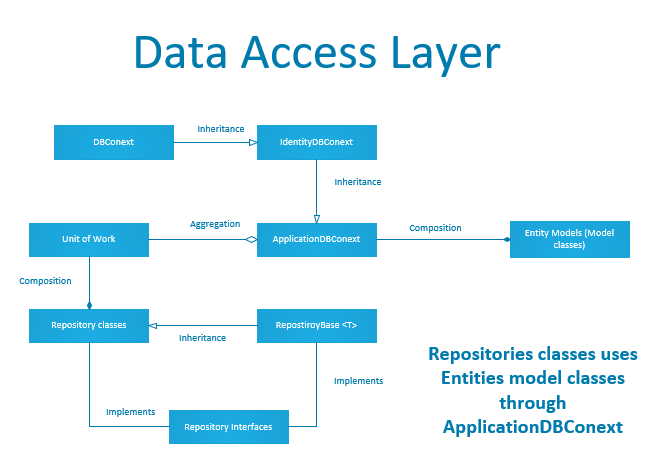 Data Access Layer
Inheritance
DBConext
IdentityDBConext
Inheritance
Aggregation
Unit of Work
ApplicationDBConext
Composition
Entity Models (Model
classes)
Composition
Repository classes
RepostiroyBase <T>
Inheritance
Repositories classes uses
Entities model classes
through
ApplicationDBConext
Implements
Implements
Repository Interfaces